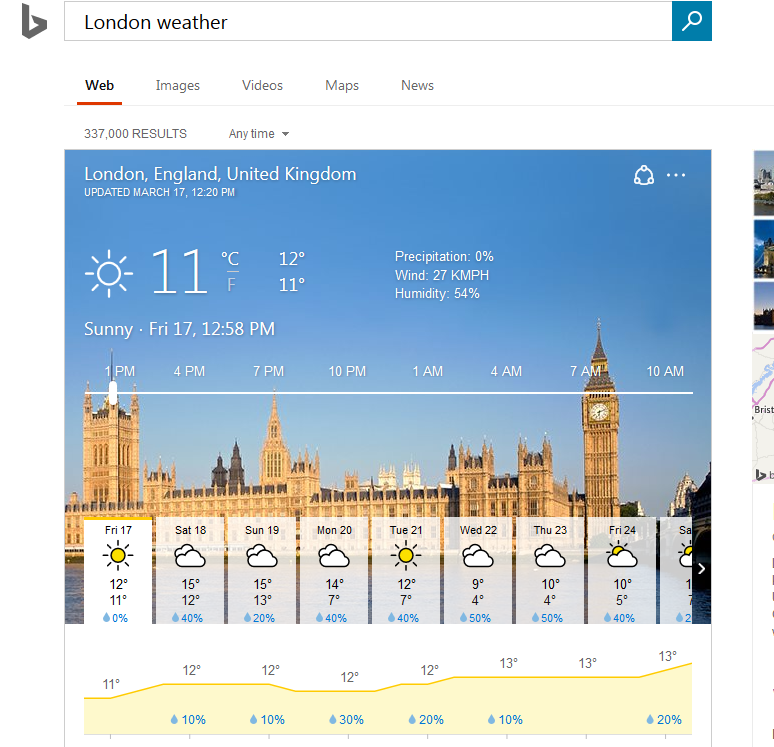 London weather
Web Images Videos Maps News
337,000 RESULTS Any time
London, England, United Kingdom
UPDATED MARCH 17, 12:20 PM
11 °C F 12° 11°
Precipitation: 0%
Wind: 27 KMPH
Humidity: 54%
Sunny · Fri 17, 12:58 PM
1 PM 4 PM 7 PM 10 PM 1 AM 4 AM 7 AM 10 AM
Fri 17 Sat 18 Sun 19 Mon 20 Tue 21 Wed 22 Thu 23 Fri 24 Sa
12° 15° 15° 14° 12° 9° 10° 10° 1
11° 12° 13° 7° 7° 4° 4° 5° 7
0% 40% 20% 40% 40% 50% 50% 40% 2
11° 12° 12° 12° 12° 13° 13° 13°
10% 10% 30% 20% 10% 20%
Brist
b